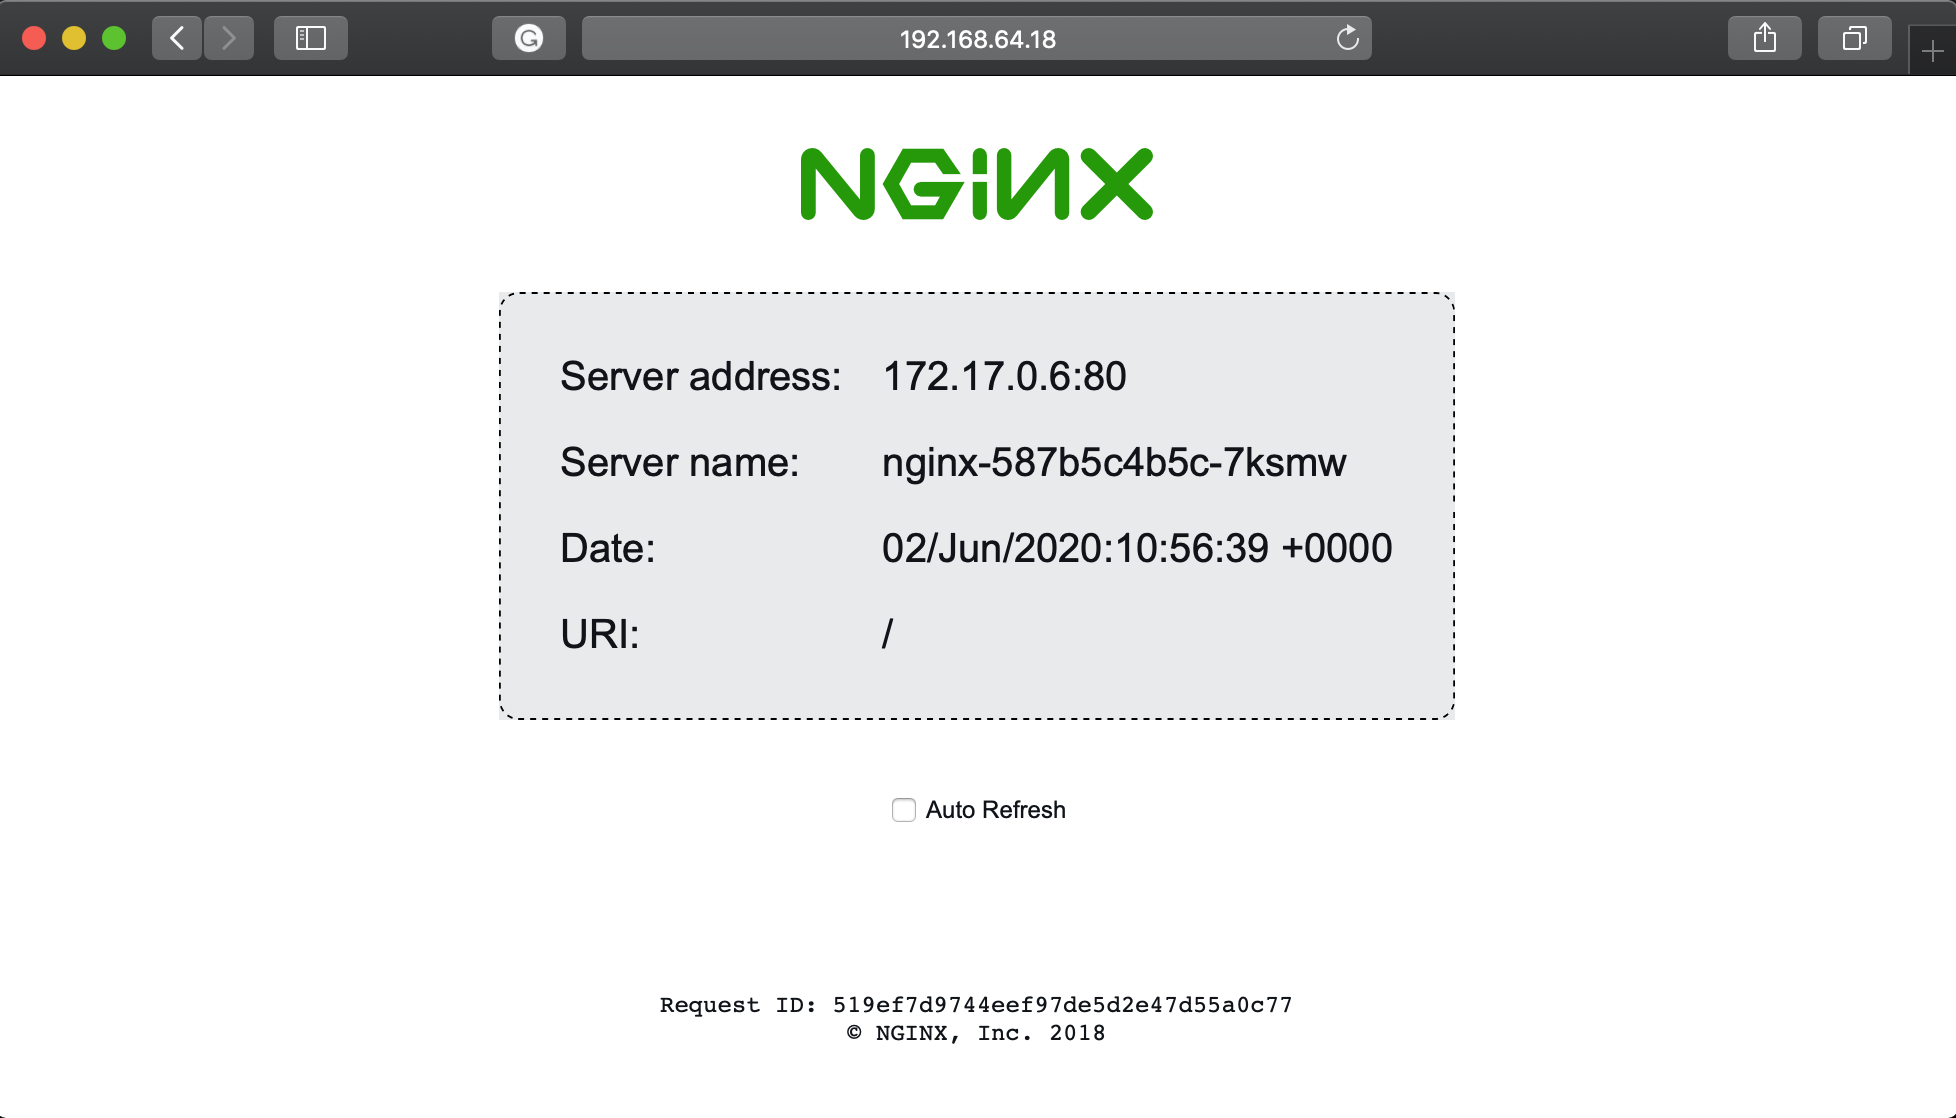 192.168.64.18
NGINX
Server address: 172.17.0.6:80
Server name: nginx-587b5c4b5c-7ksmw
Date: 02/Jun/2020:10:56:39 +0000
URI: /
Auto Refresh
Request ID: 519ef7d9744eef97de5d2e47d55a0c77
© NGINX, Inc. 2018